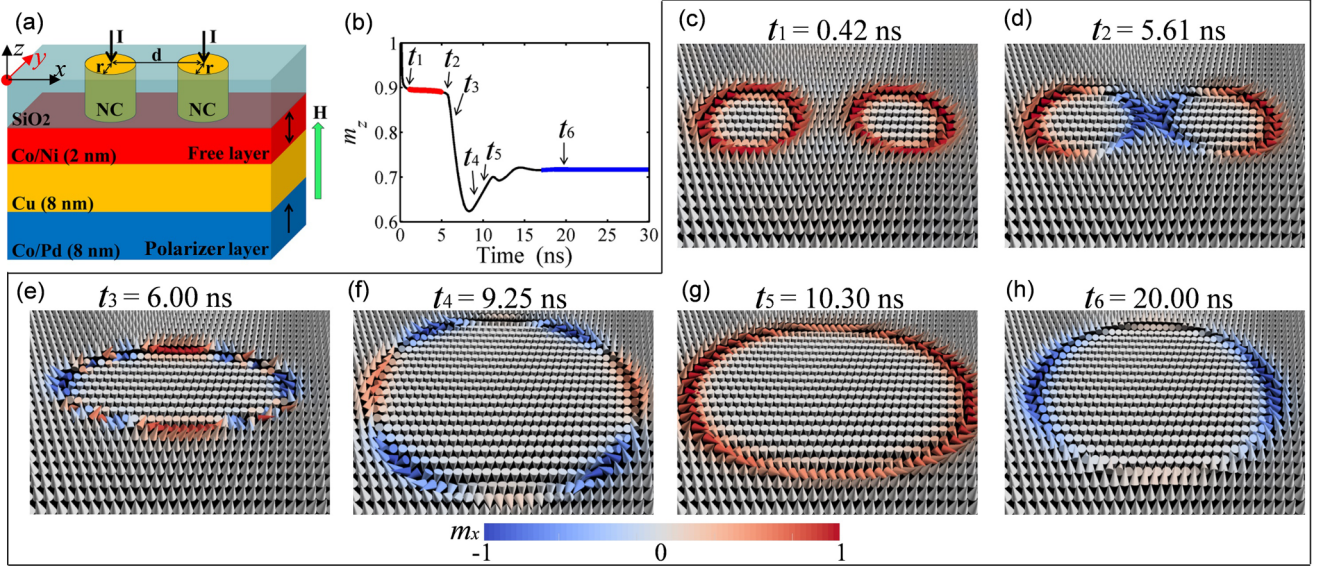 (a)
z
y
x
I
I
d
r
r
NC
NC
SiO2
H
Co/Ni (2 nm)
Free layer
Cu (8 nm)
Co/Pd (8 nm)
Polarizer layer
(b)
mz
1
0.9
0.8
0.7
0.6
t1
t2
t3
t4
t5
t6
0 5 10 15 20 25 30
Time (ns)
(c)
t1 = 0.42 ns
(d)
t2 = 5.61 ns
(e)
t3 = 6.00 ns
(f)
t4 = 9.25 ns
(g)
t5 = 10.30 ns
(h)
t6 = 20.00 ns
mx
-1 0 1